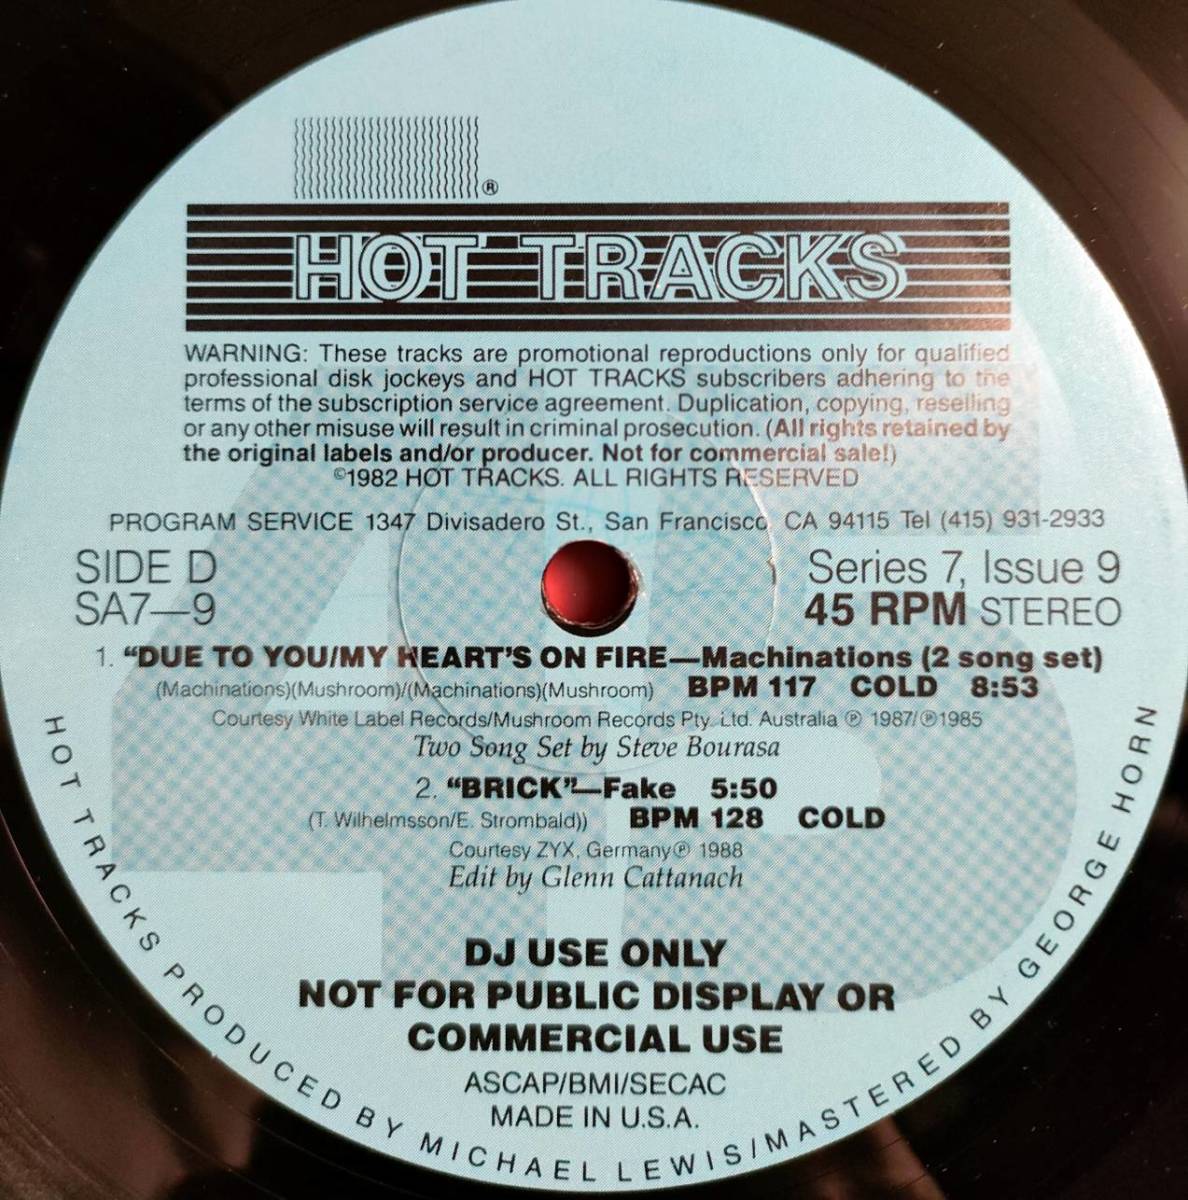 ®
HOT TRACKS
WARNING: These tracks are promotional reproductions only for qualified
professional disk jockeys and HOT TRACKS subscribers adhering to the
terms of the subscription service agreement. Duplication, copying, reselling
or any other misuse will result in criminal prosecution. (All rights retained by
the original labels and/or producer. Not for commercial sale!)
©1982 HOT TRACKS. ALL RIGHTS RESERVED
PROGRAM SERVICE 1347 Divisadero St., San Francisco, CA 94115 Tel (415) 931-2933
SIDE D Series 7, Issue 9
SA7—9 45 RPM STEREO
1. “DUE TO YOU/MY HEART’S ON FIRE—Machinations (2 song set)
(Machinations)(Mushroom)/(Machinations)(Mushroom) BPM 117 COLD 8:53
Courtesy White Label Records/Mushroom Records Pty. Ltd. Australia ℗ 1987/℗1985
Two Song Set by Steve Bourasa
2. “BRICK”—Fake 5:50
(T. Wilhelmsson/E. Strombald)) BPM 128 COLD
Courtesy ZYX, Germany℗ 1988
Edit by Glenn Cattanach
DJ USE ONLY
NOT FOR PUBLIC DISPLAY OR
COMMERCIAL USE
ASCAP/BMI/SECAC
MADE IN U.S.A.
HOT TRACKS PRODUCED BY MICHAEL LEWIS/MASTERED BY GEORGE HORN